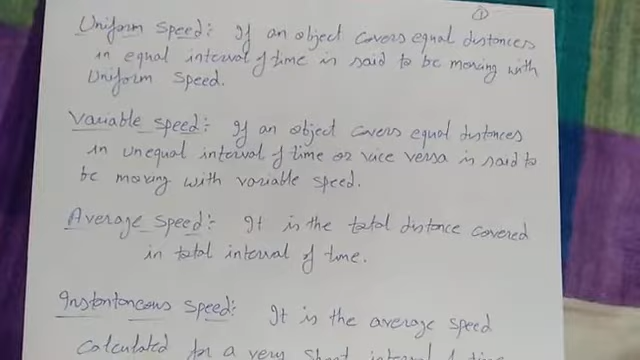 ①
Uniform Speed: If an object covers equal distances
in equal interval of time is said to be moving with
Uniform Speed.
Variable Speed: If an object covers equal distances
in unequal interval of time or vice versa is said to
be moving with variable speed.
Average Speed: It is the total distance covered
in total interval of time.
Instantaneous Speed: It is the average speed
Calculated for a very short interval of time